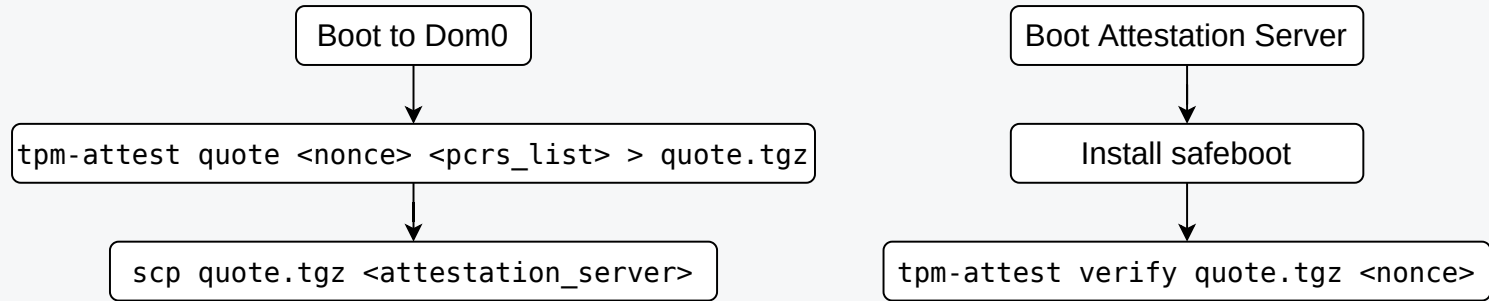 Boot to Dom0
tpm-attest quote <nonce> <pcrs_list> > quote.tgz
scp quote.tgz <attestation_server>
Boot Attestation Server
Install safeboot
tpm-attest verify quote.tgz <nonce>